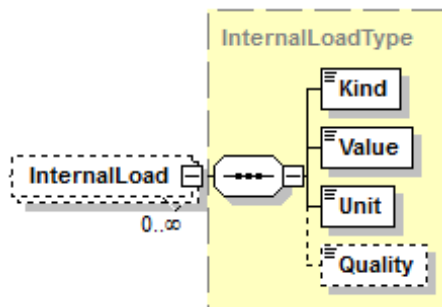 InternalLoadType
Kind
Value
InternalLoad
Unit
0..∞
Quality